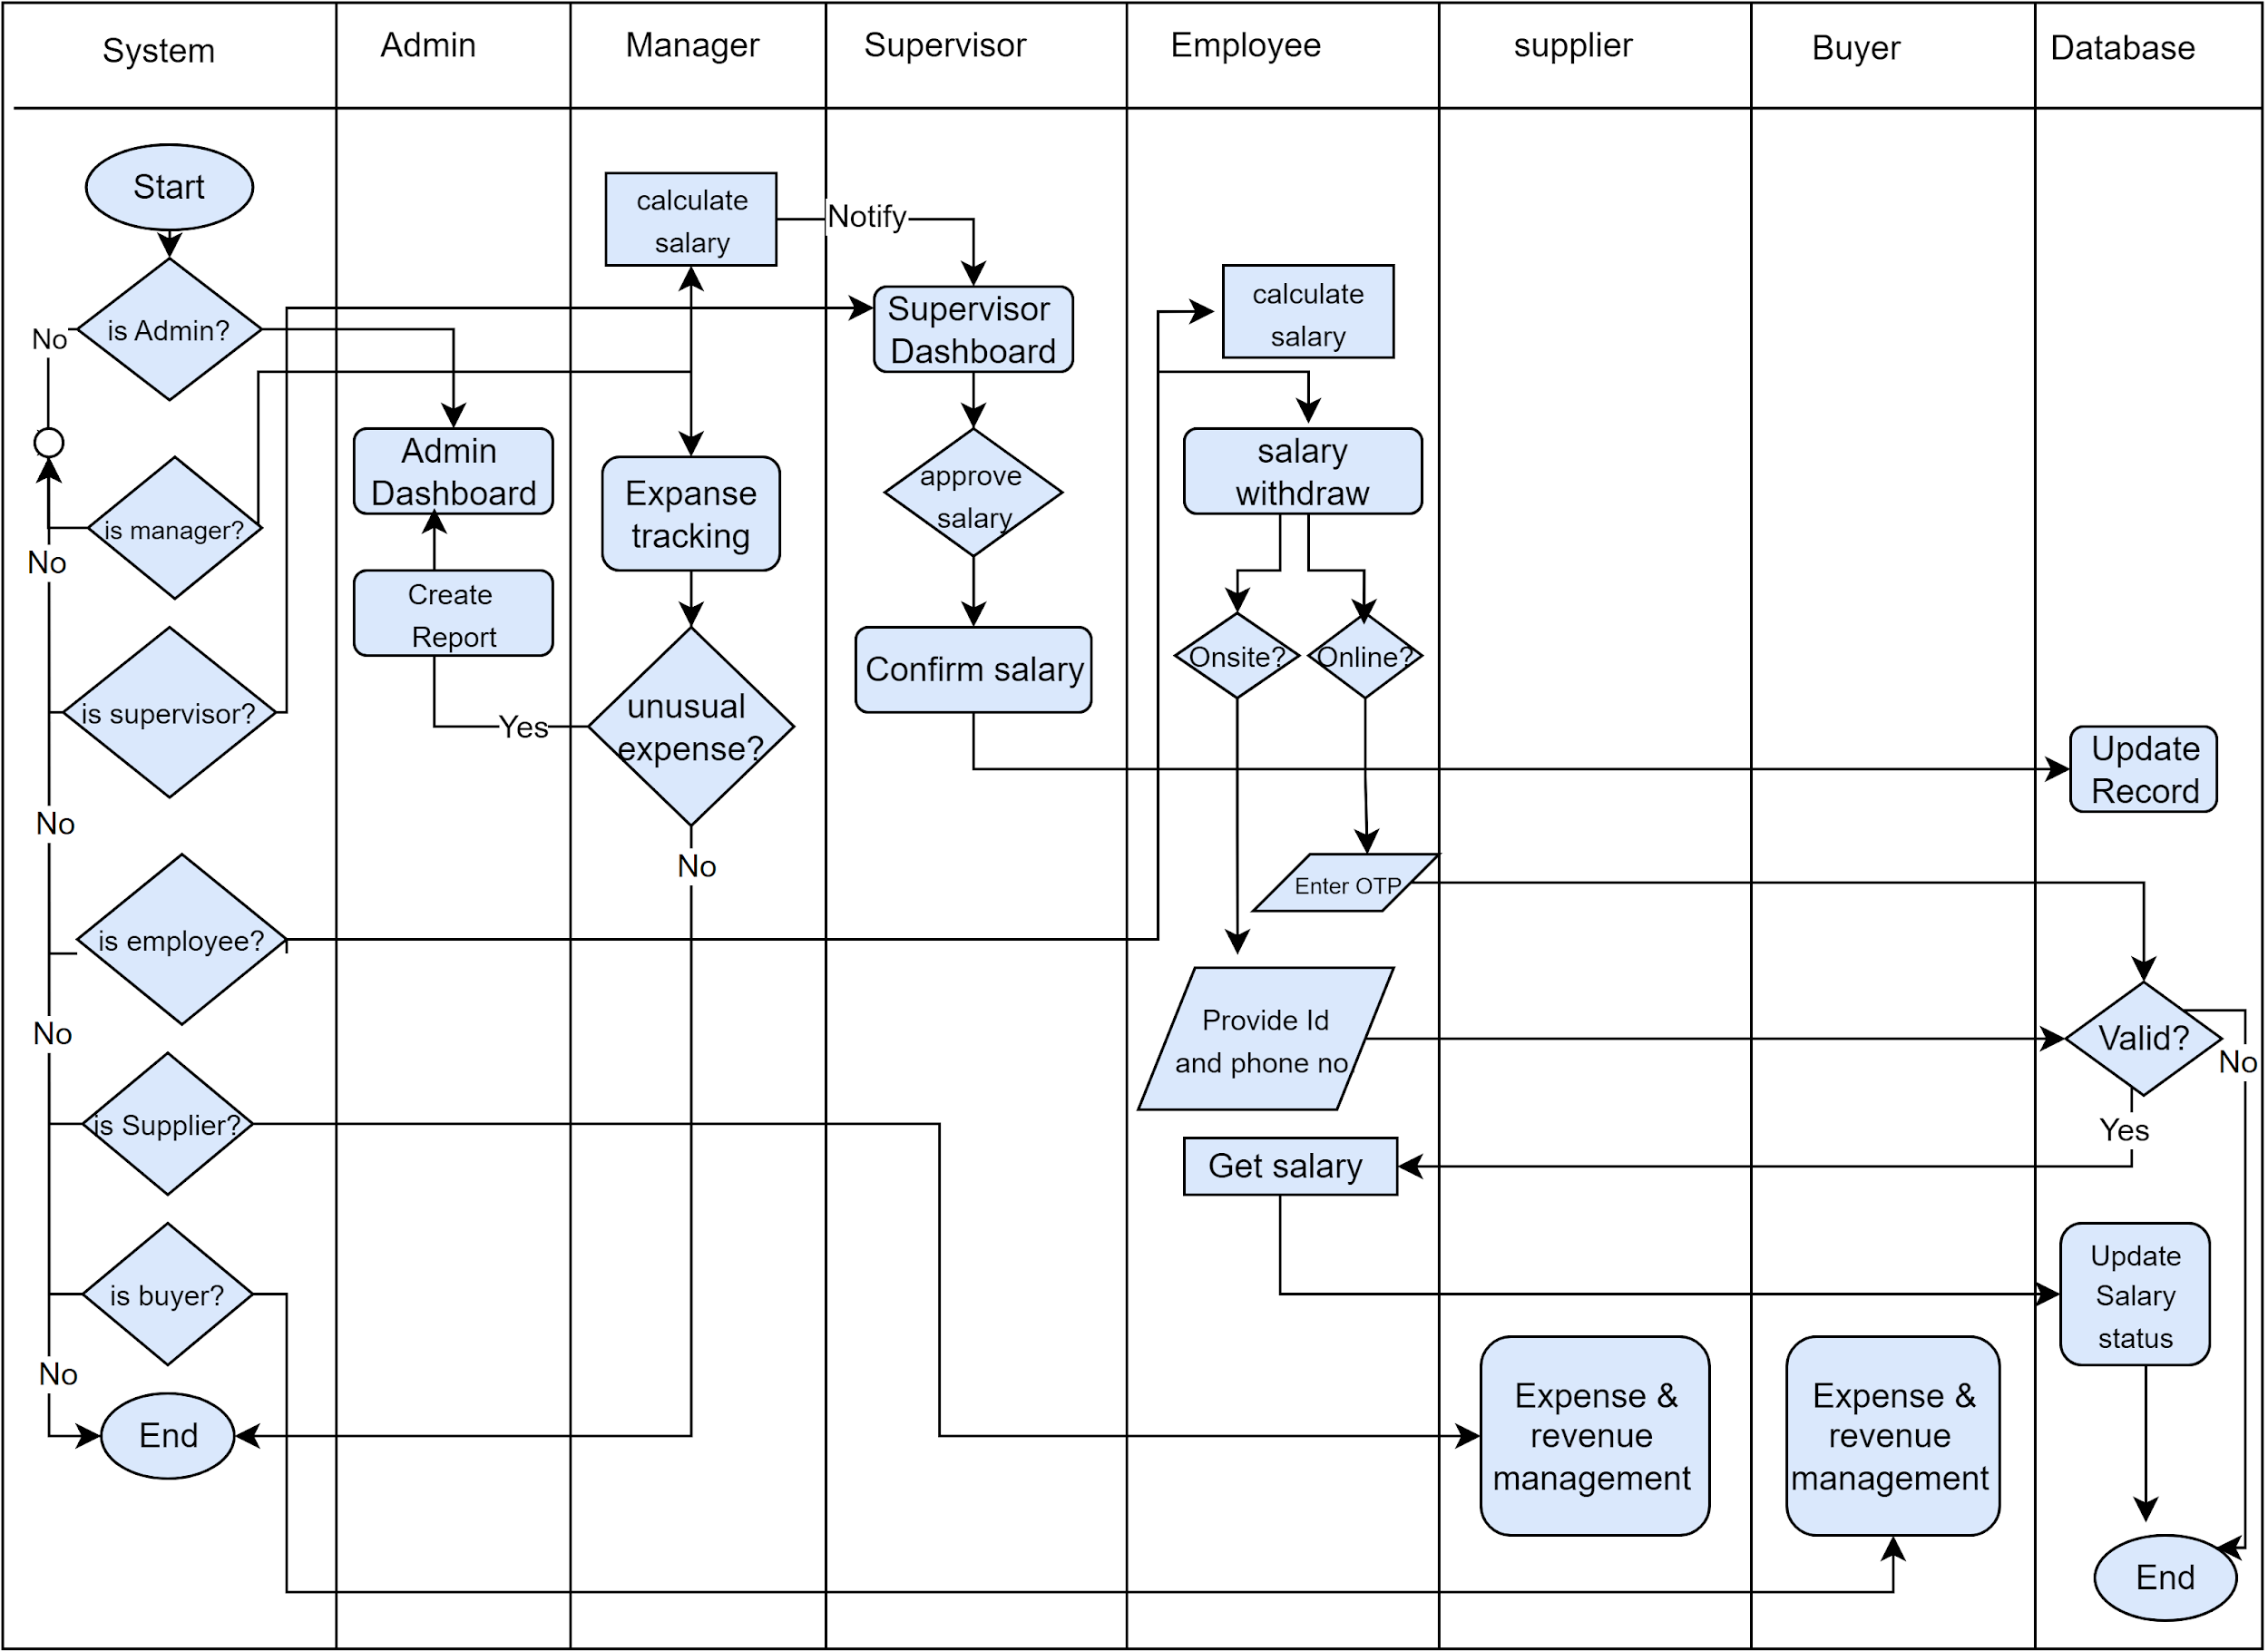 System
Admin
Manager
Supervisor
Employee
supplier
Buyer
Database
Start
calculate
salary
Notify
calculate
salary
Supervisor
Dashboard
is Admin?
No
Admin
Dashboard
Expanse
tracking
approve
salary
salary
withdraw
is manager?
No
Create
Report
Onsite?
Online?
Confirm salary
is supervisor?
Yes
unusual
expense?
Update
Record
No
No
Enter OTP
is employee?
No
Provide Id
and phone no
Valid?
No
is Supplier?
Yes
Get salary
is buyer?
Update
Salary
status
No
Expense &
revenue
management
Expense &
revenue
management
End
End